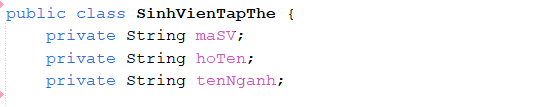 public class SinhVienTapThe {
    private String maSV;
    private String hoTen;
    private String tenNganh;